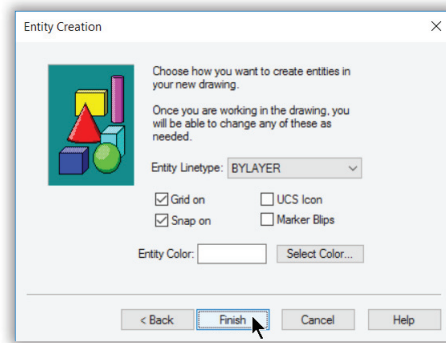 Entity Creation
Choose how you want to create entities in
your new drawing.
Once you are working in the drawing, you
will be able to change any of these as
needed.
Entity Linetype: BYLAYER
Grid on UCS Icon
Snap on Marker Blips
Entity Color: Select Color...
< Back Finish Cancel Help